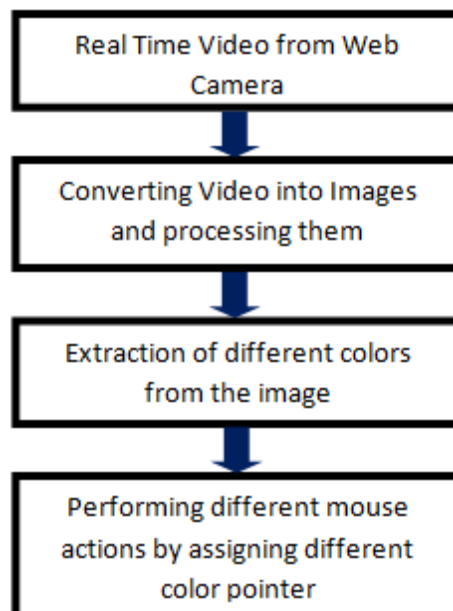 Real Time Video from Web
Camera
Converting Video into Images
and processing them
Extraction of different colors
from the image
Performing different mouse
actions by assigning different
color pointer